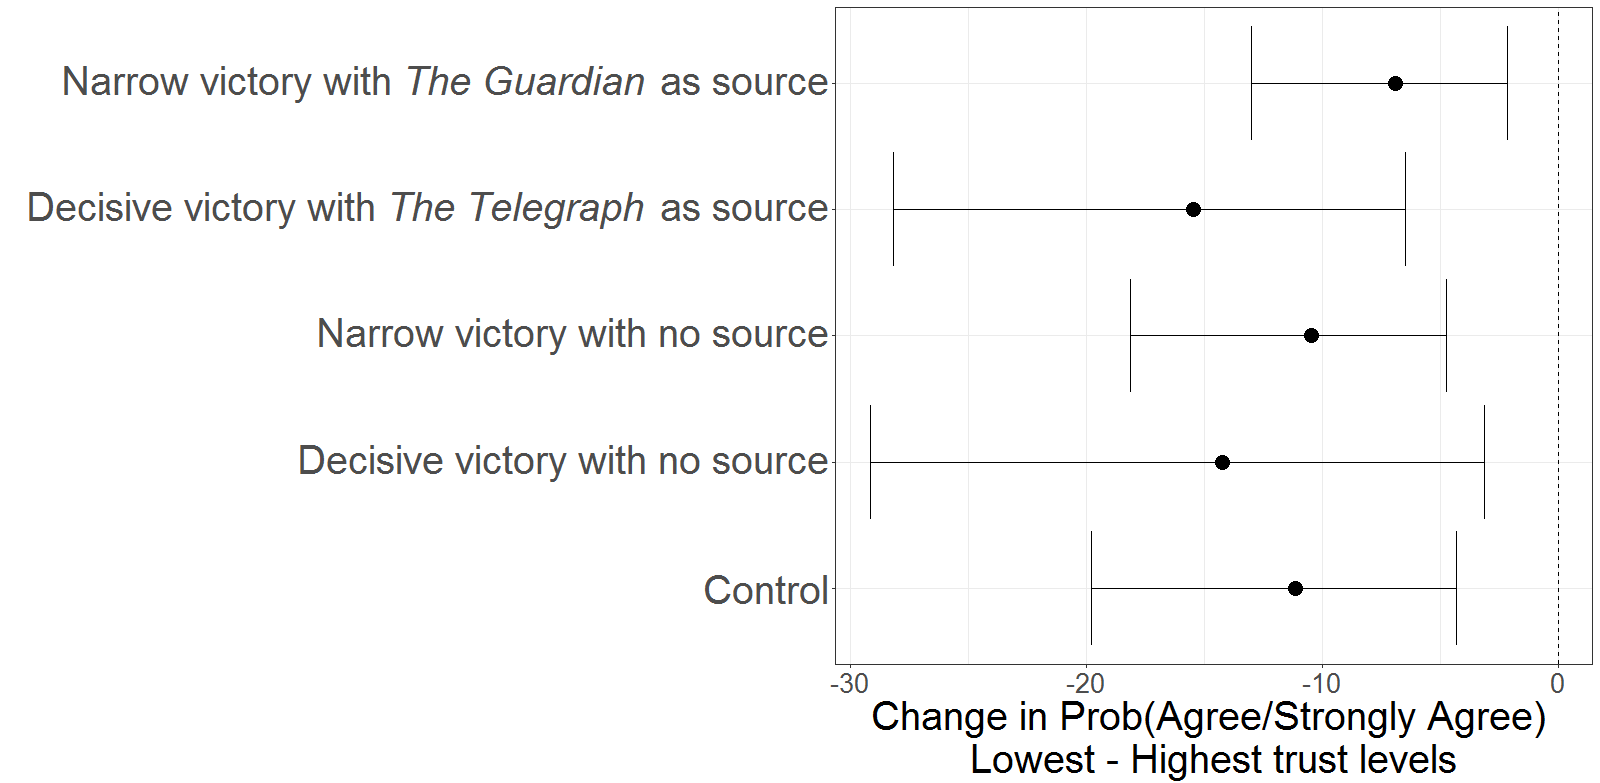 Narrow victory with The Guardian as source
Decisive victory with The Telegraph as source
Narrow victory with no source
Decisive victory with no source
Control
-30 -20 -10 0
Change in Prob(Agree/Strongly Agree)
Lowest - Highest trust levels